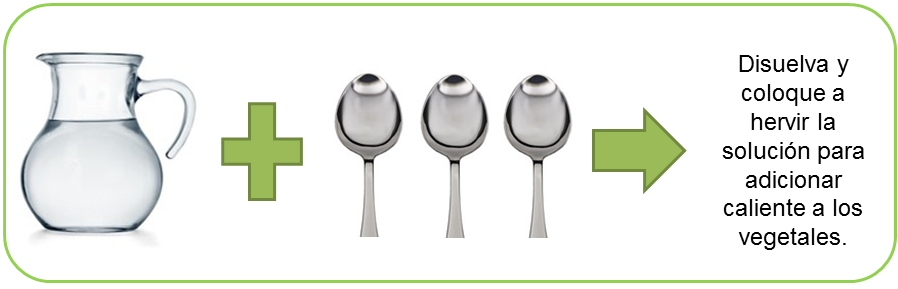 Disuelva y
coloque a
hervir la
solución para
adicionar
caliente a los
vegetales.